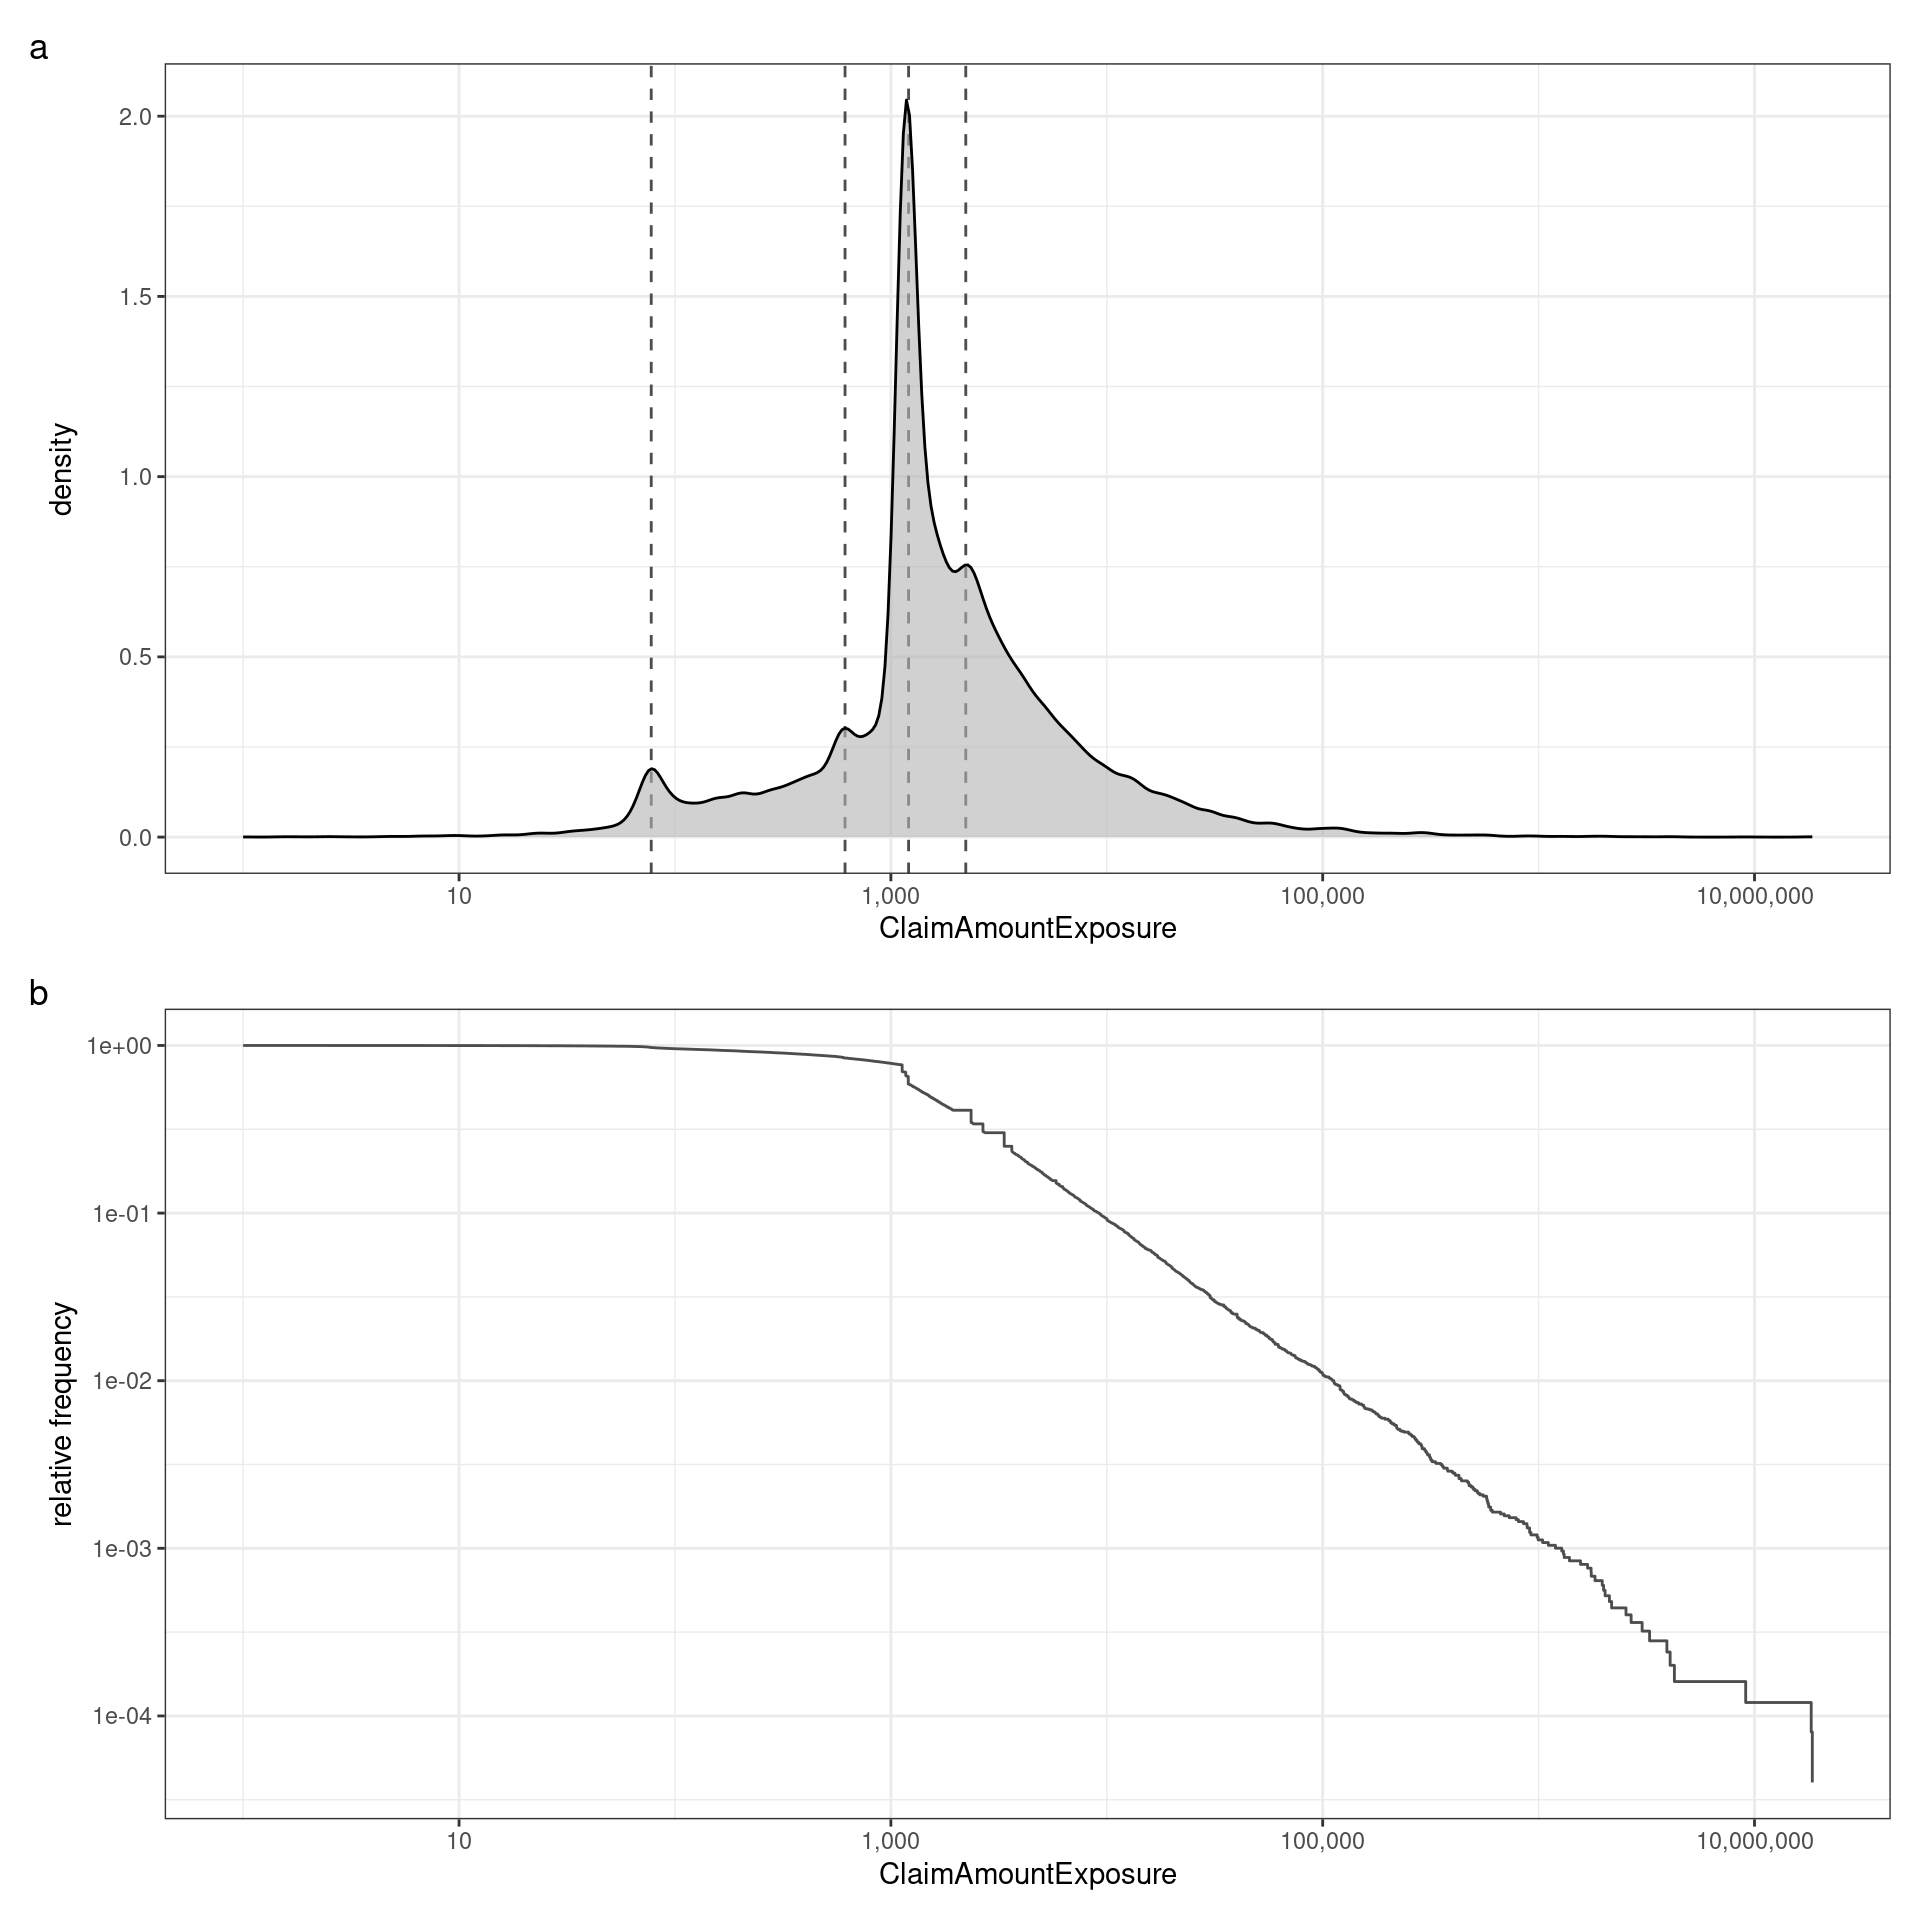 a
2.0
1.5
1.0
0.5
0.0
density
10 1,000 100,000 10,000,000
ClaimAmountExposure
b
1e+00
1e-01
1e-02
1e-03
1e-04
relative frequency
10 1,000 100,000 10,000,000
ClaimAmountExposure